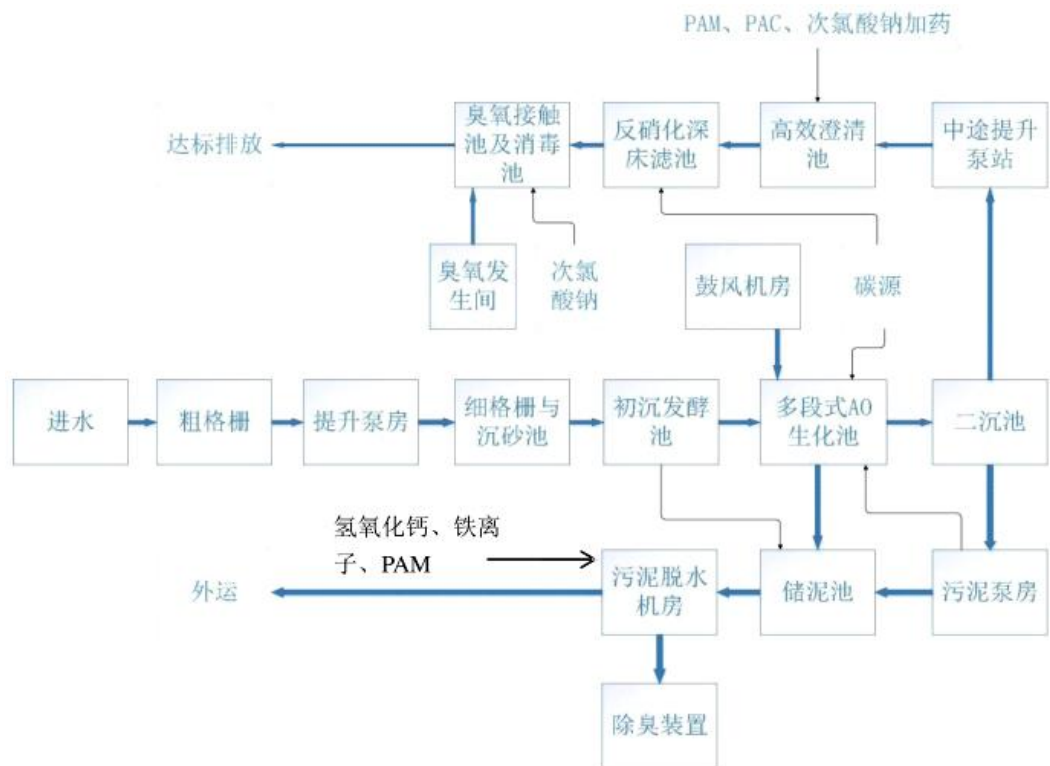 PAM、PAC、次氯酸钠加药
达标排放
臭氧接触
池及消毒
池
反硝化深
床滤池
高效澄清
池
中途提升
泵站
臭氧发
生间
次氯
酸钠
鼓风机房
碳源
进水
粗格栅
提升泵房
细格栅与
沉砂池
初沉发酵
池
多段式AO
生化池
二沉池
氢氧化钙、铁离
子、PAM
外运
污泥脱水
机房
储泥池
污泥泵房
除臭装置